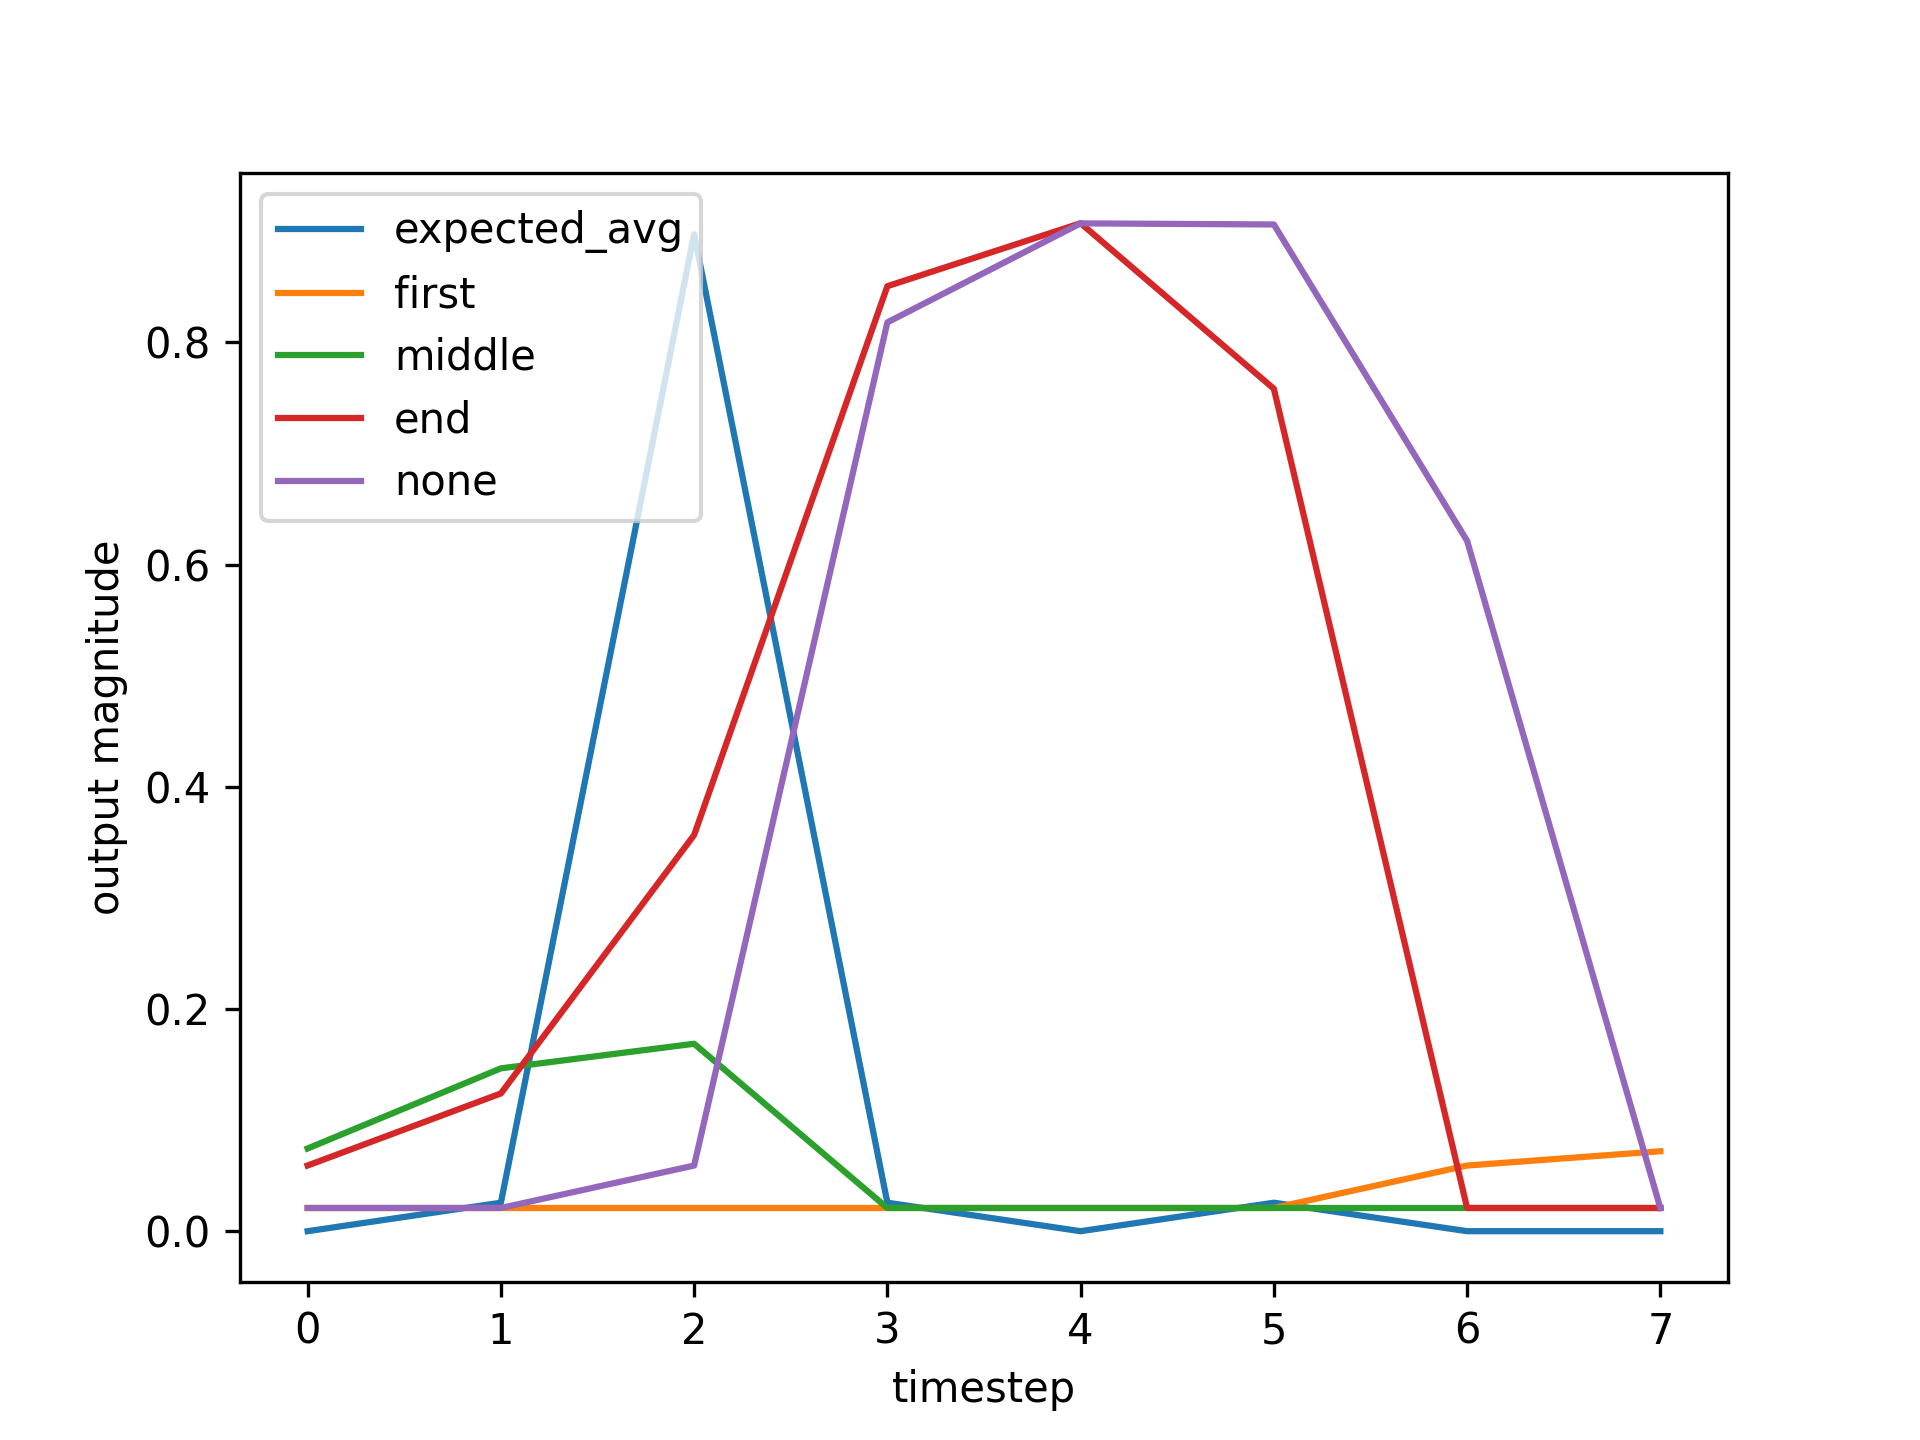 expected_avg
first
middle
end
none
output magnitude
0.8
0.6
0.4
0.2
0.0
0 1 2 3 4 5 6 7
timestep